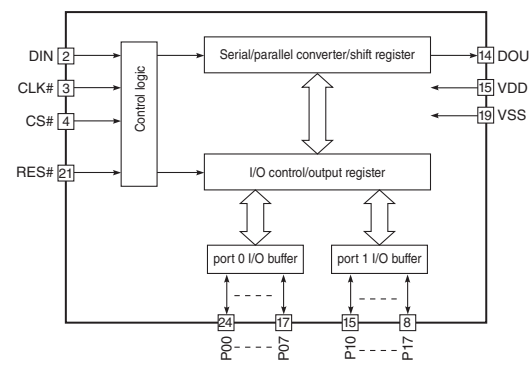 DIN 2
CLK# 3
CS# 4
RES# 21
Control logic
Serial/parallel converter/shift register
14 DOU
15 VDD
19 VSS
I/O control/output register
port 0 I/O buffer
port 1 I/O buffer
24
17
15
8
P00
P07
P10
P17